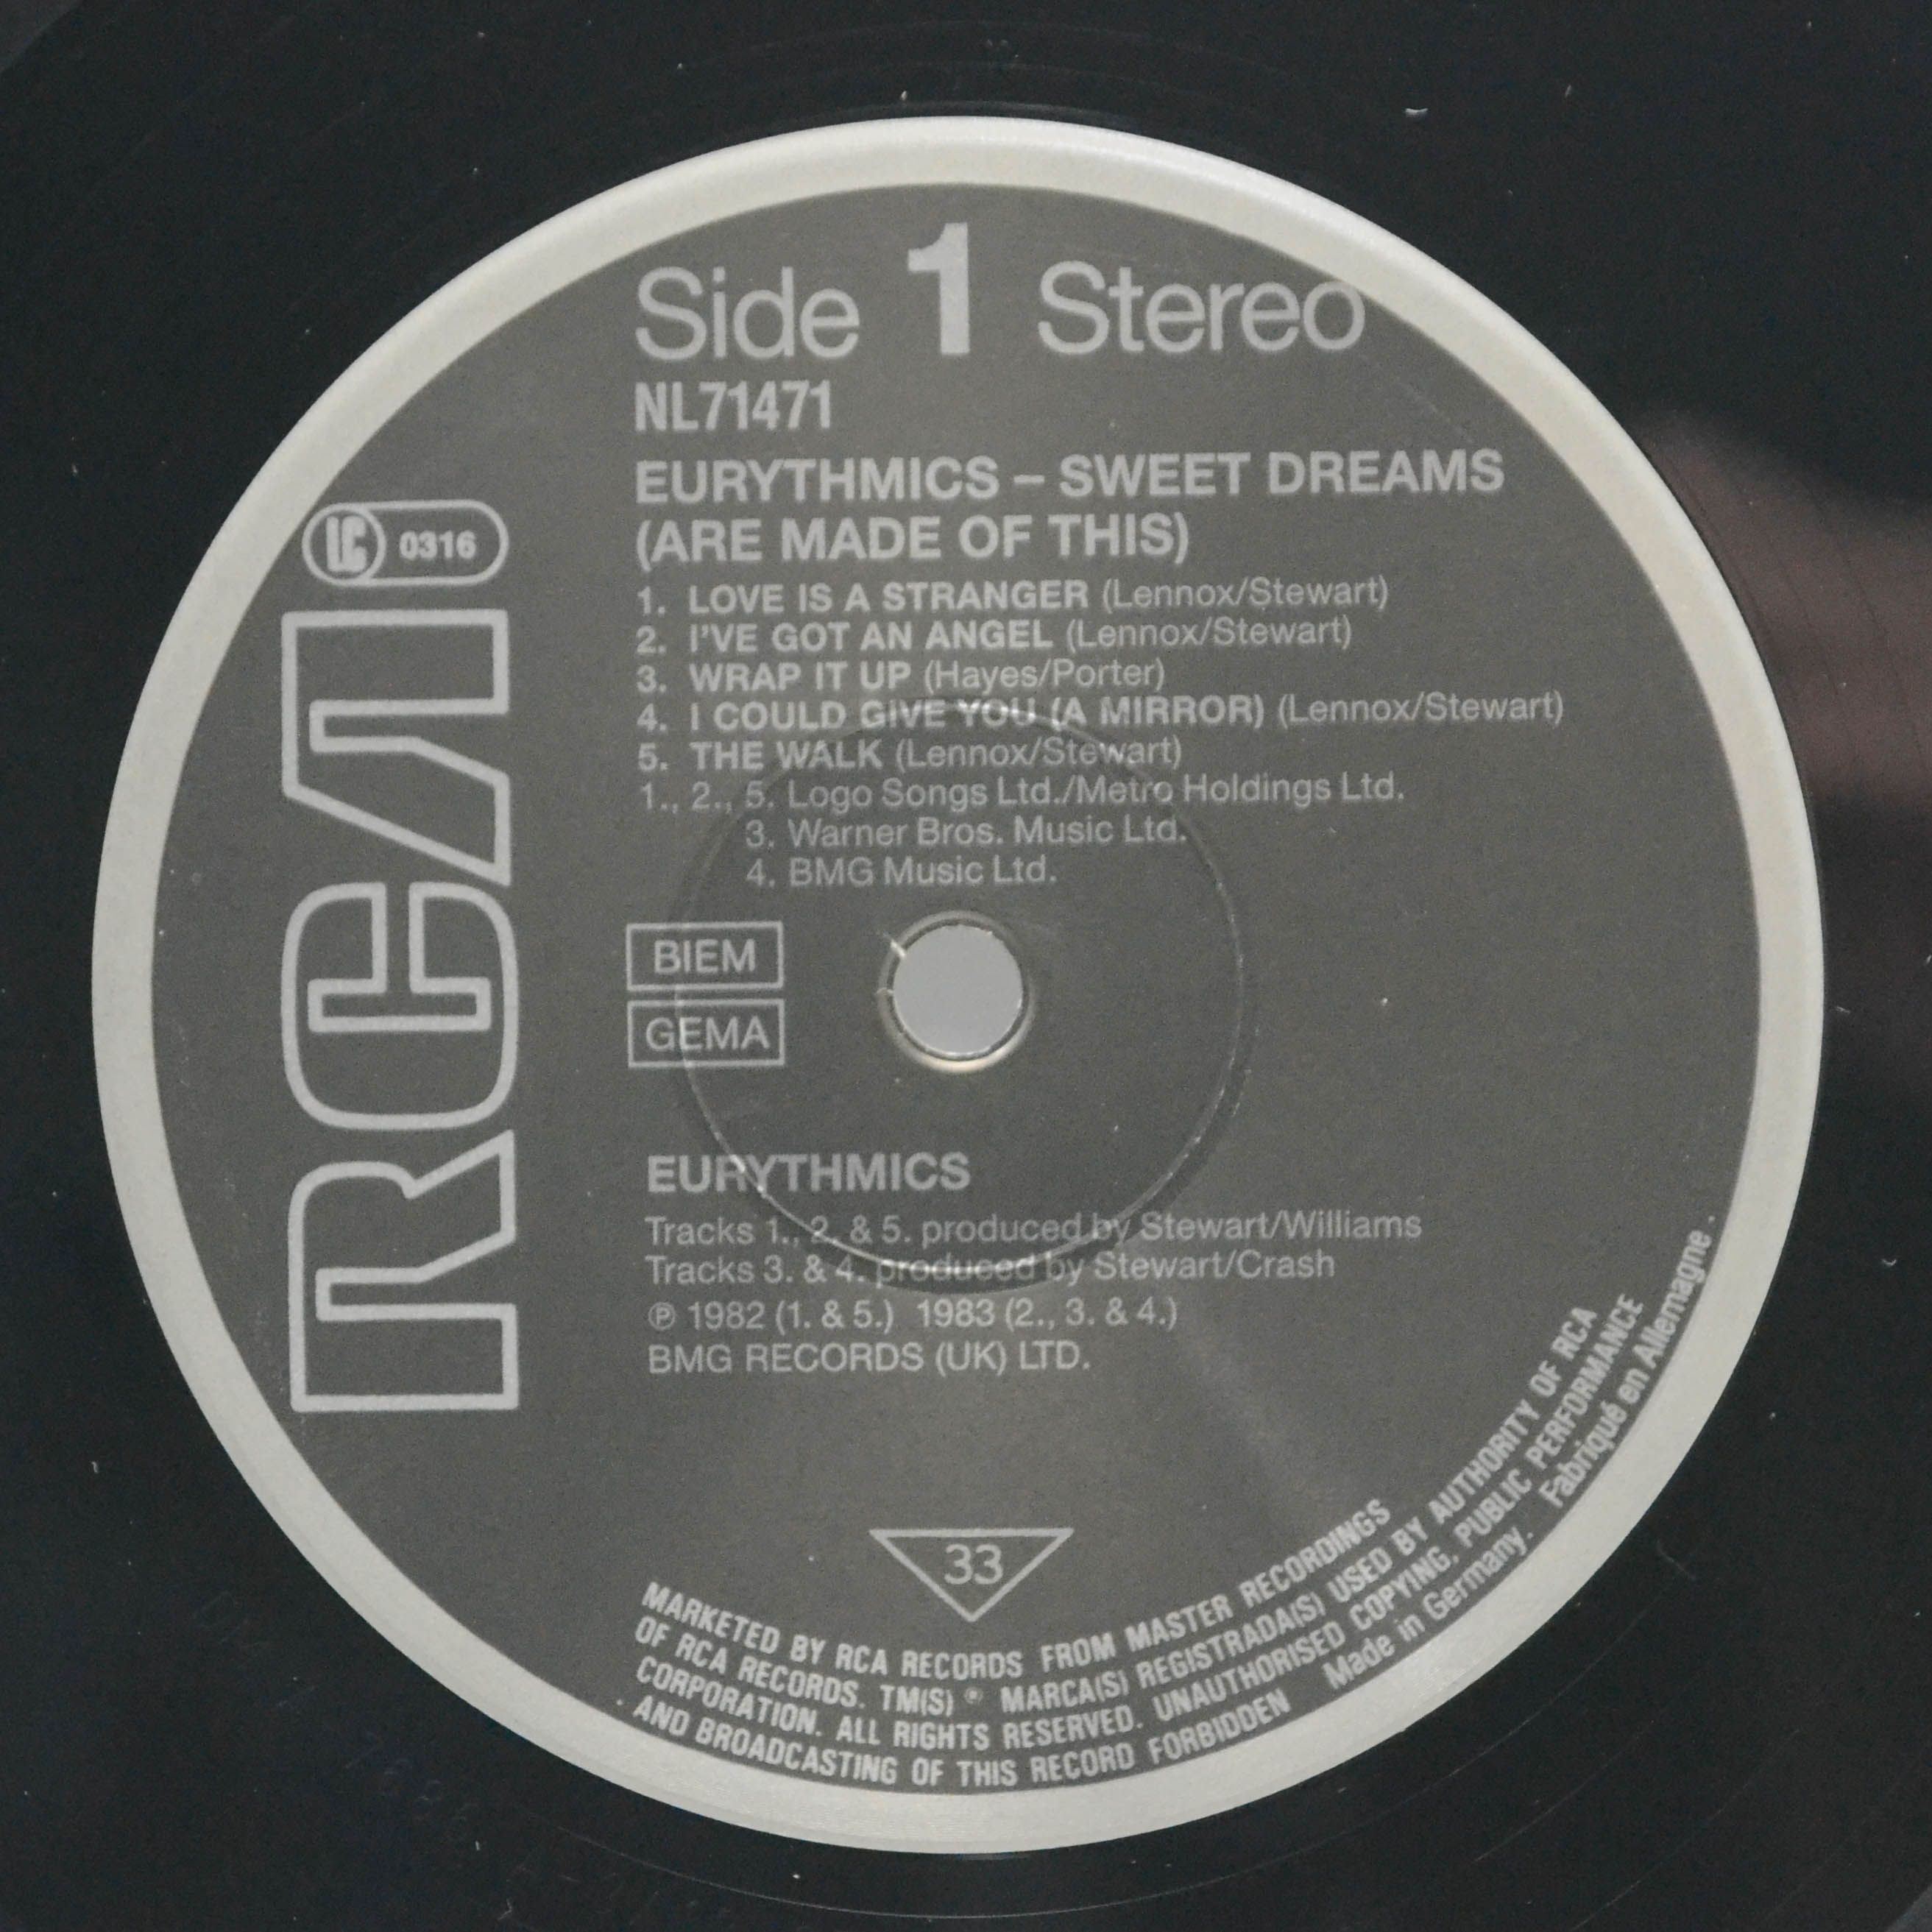 Side 1 Stereo
NL71471
EURYTHMICS – SWEET DREAMS
(ARE MADE OF THIS)
1. LOVE IS A STRANGER (Lennox/Stewart)
2. I'VE GOT AN ANGEL (Lennox/Stewart)
3. WRAP IT UP (Hayes/Porter)
4. I COULD GIVE YOU (A MIRROR) (Lennox/Stewart)
5. THE WALK (Lennox/Stewart)
1., 2., 5. Logo Songs Ltd./Metro Holdings Ltd.
3. Warner Bros. Music Ltd.
4. BMG Music Ltd.
LC 0316
RCA
BIEM
GEMA
EURYTHMICS
Tracks 1., 2. & 5. produced by Stewart/Williams
Tracks 3. & 4. produced by Stewart/Crash
℗ 1982 (1. & 5.) 1983 (2., 3. & 4.)
BMG RECORDS (UK) LTD.
33
MARKETED BY RCA RECORDS FROM MASTER RECORDINGS
OF RCA RECORDS. TM(S) ® MARCA(S) REGISTRADA(S) USED BY AUTHORITY OF RCA
CORPORATION. ALL RIGHTS RESERVED. UNAUTHORISED COPYING, PUBLIC PERFORMANCE
AND BROADCASTING OF THIS RECORD FORBIDDEN Made in Germany. Fabriqué en Allemagne.